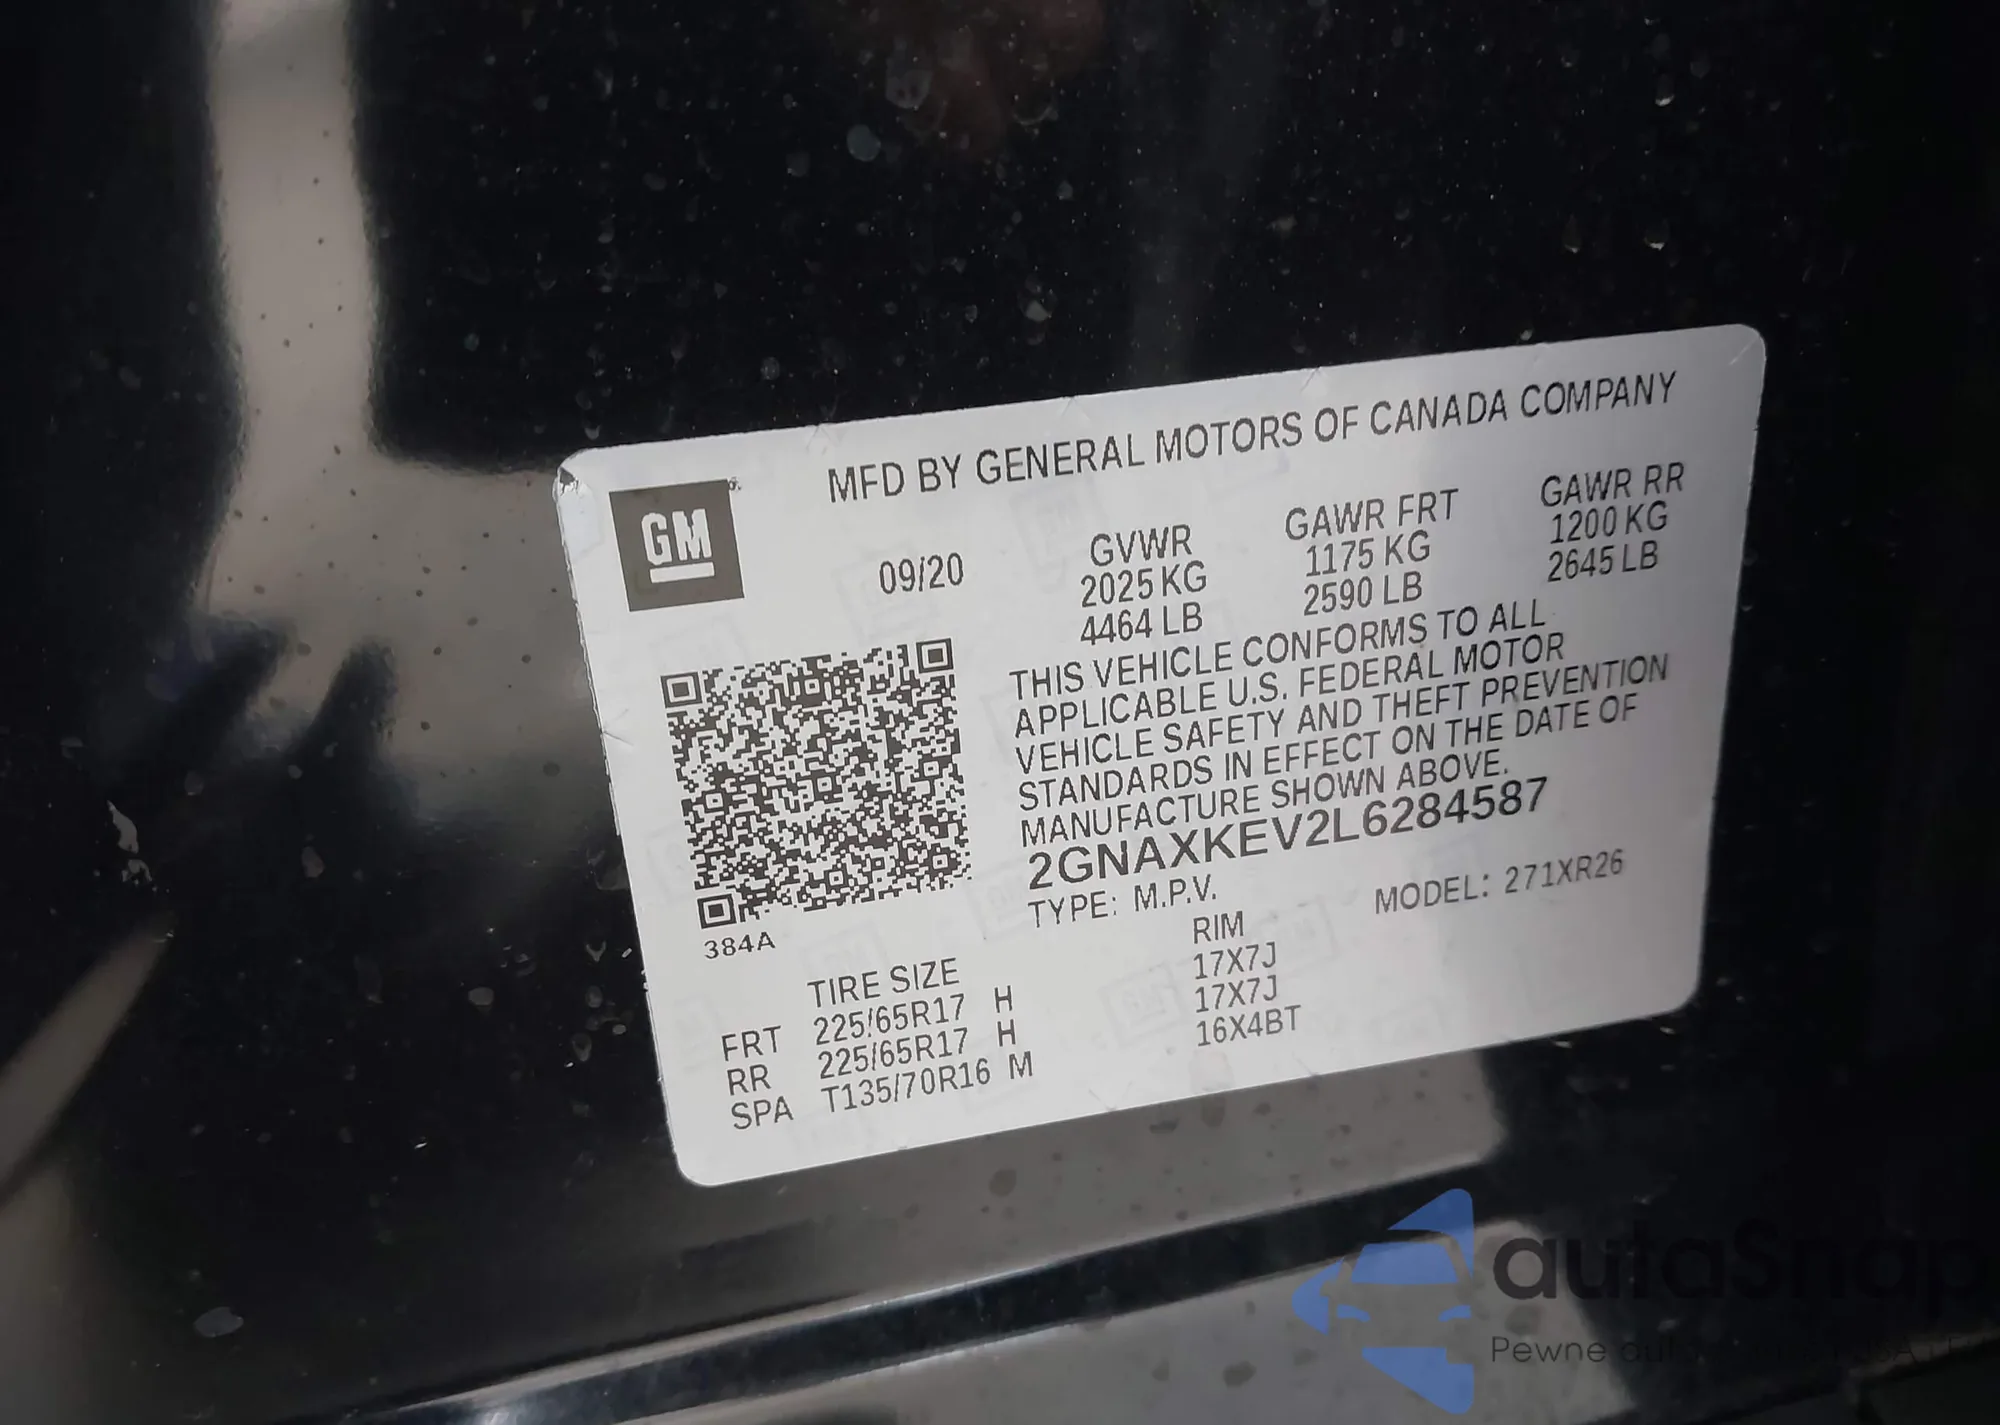 MFD BY GENERAL MOTORS OF CANADA COMPANY
GM
09/20
GVWR
2025 KG
4464 LB
GAWR FRT
1175 KG
2590 LB
GAWR RR
1200 KG
2645 LB
THIS VEHICLE CONFORMS TO ALL
APPLICABLE U.S. FEDERAL MOTOR
VEHICLE SAFETY AND THEFT PREVENTION
STANDARDS IN EFFECT ON THE DATE OF
MANUFACTURE SHOWN ABOVE.
2GNAXKEV2L6284587
TYPE: M.P.V. MODEL: 271XR26
384A
TIRE SIZE RIM
FRT 225/65R17 H 17X7J
RR 225/65R17 H 17X7J
SPA T135/70R16 M 16X4BT
autaSnap
Pewne auta